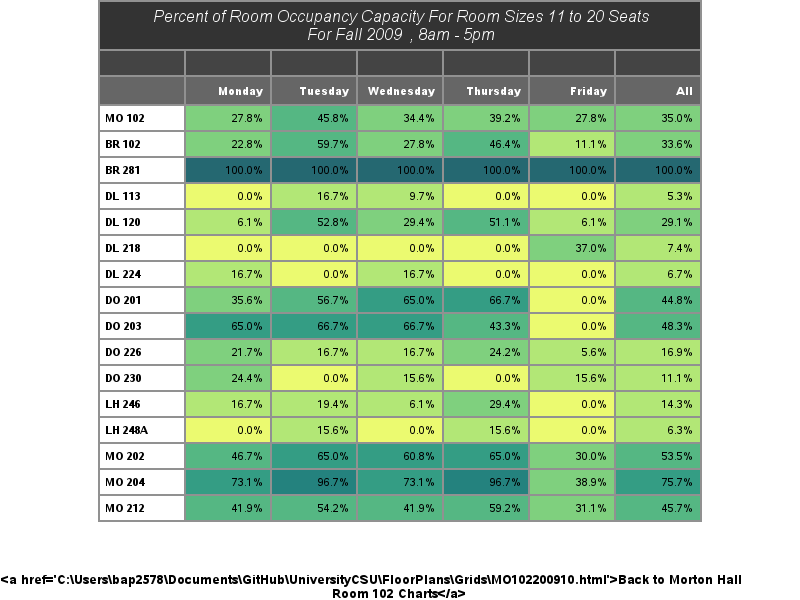 Percent of Room Occupancy Capacity For Room Sizes 11 to 20 Seats
For Fall 2009 , 8am - 5pm
Monday Tuesday Wednesday Thursday Friday All
MO 102 27.8% 45.8% 34.4% 39.2% 27.8% 35.0%
BR 102 22.8% 59.7% 27.8% 46.4% 11.1% 33.6%
BR 281 100.0% 100.0% 100.0% 100.0% 100.0% 100.0%
DL 113 0.0% 16.7% 9.7% 0.0% 0.0% 5.3%
DL 120 6.1% 52.8% 29.4% 51.1% 6.1% 29.1%
DL 218 0.0% 0.0% 0.0% 0.0% 37.0% 7.4%
DL 224 16.7% 0.0% 16.7% 0.0% 0.0% 6.7%
DO 201 35.6% 56.7% 65.0% 66.7% 0.0% 44.8%
DO 203 65.0% 66.7% 66.7% 43.3% 0.0% 48.3%
DO 226 21.7% 16.7% 16.7% 24.2% 5.6% 16.9%
DO 230 24.4% 0.0% 15.6% 0.0% 15.6% 11.1%
LH 246 16.7% 19.4% 6.1% 29.4% 0.0% 14.3%
LH 248A 0.0% 15.6% 0.0% 15.6% 0.0% 6.3%
MO 202 46.7% 65.0% 60.8% 65.0% 30.0% 53.5%
MO 204 73.1% 96.7% 73.1% 96.7% 38.9% 75.7%
MO 212 41.9% 54.2% 41.9% 59.2% 31.1% 45.7%
<a href='C:\Users\bap2578\Documents\GitHub\UniversityCSU\FloorPlans\Grids\MO102200910.html'>Back to Morton Hall
Room 102 Charts</a>